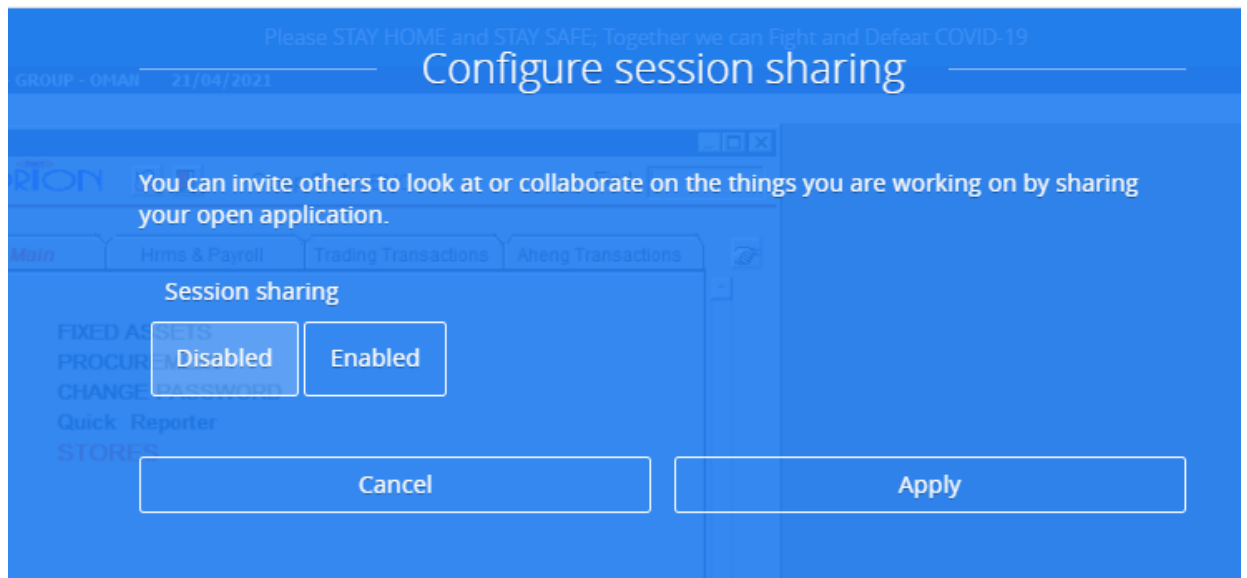 Please STAY HOME and STAY SAFE; Together we can Fight and Defeat COVID-19
Configure session sharing
GROUP - OMAN 21/04/2021
You can invite others to look at or collaborate on the things you are working on by sharing
your open application.
Main Hrms & Payroll Trading Transactions Aheng Transactions
Session sharing
FIXED ASSETS
Disabled Enabled
CHANGE PASSWORD
Quick Reporter
STORES
Cancel Apply